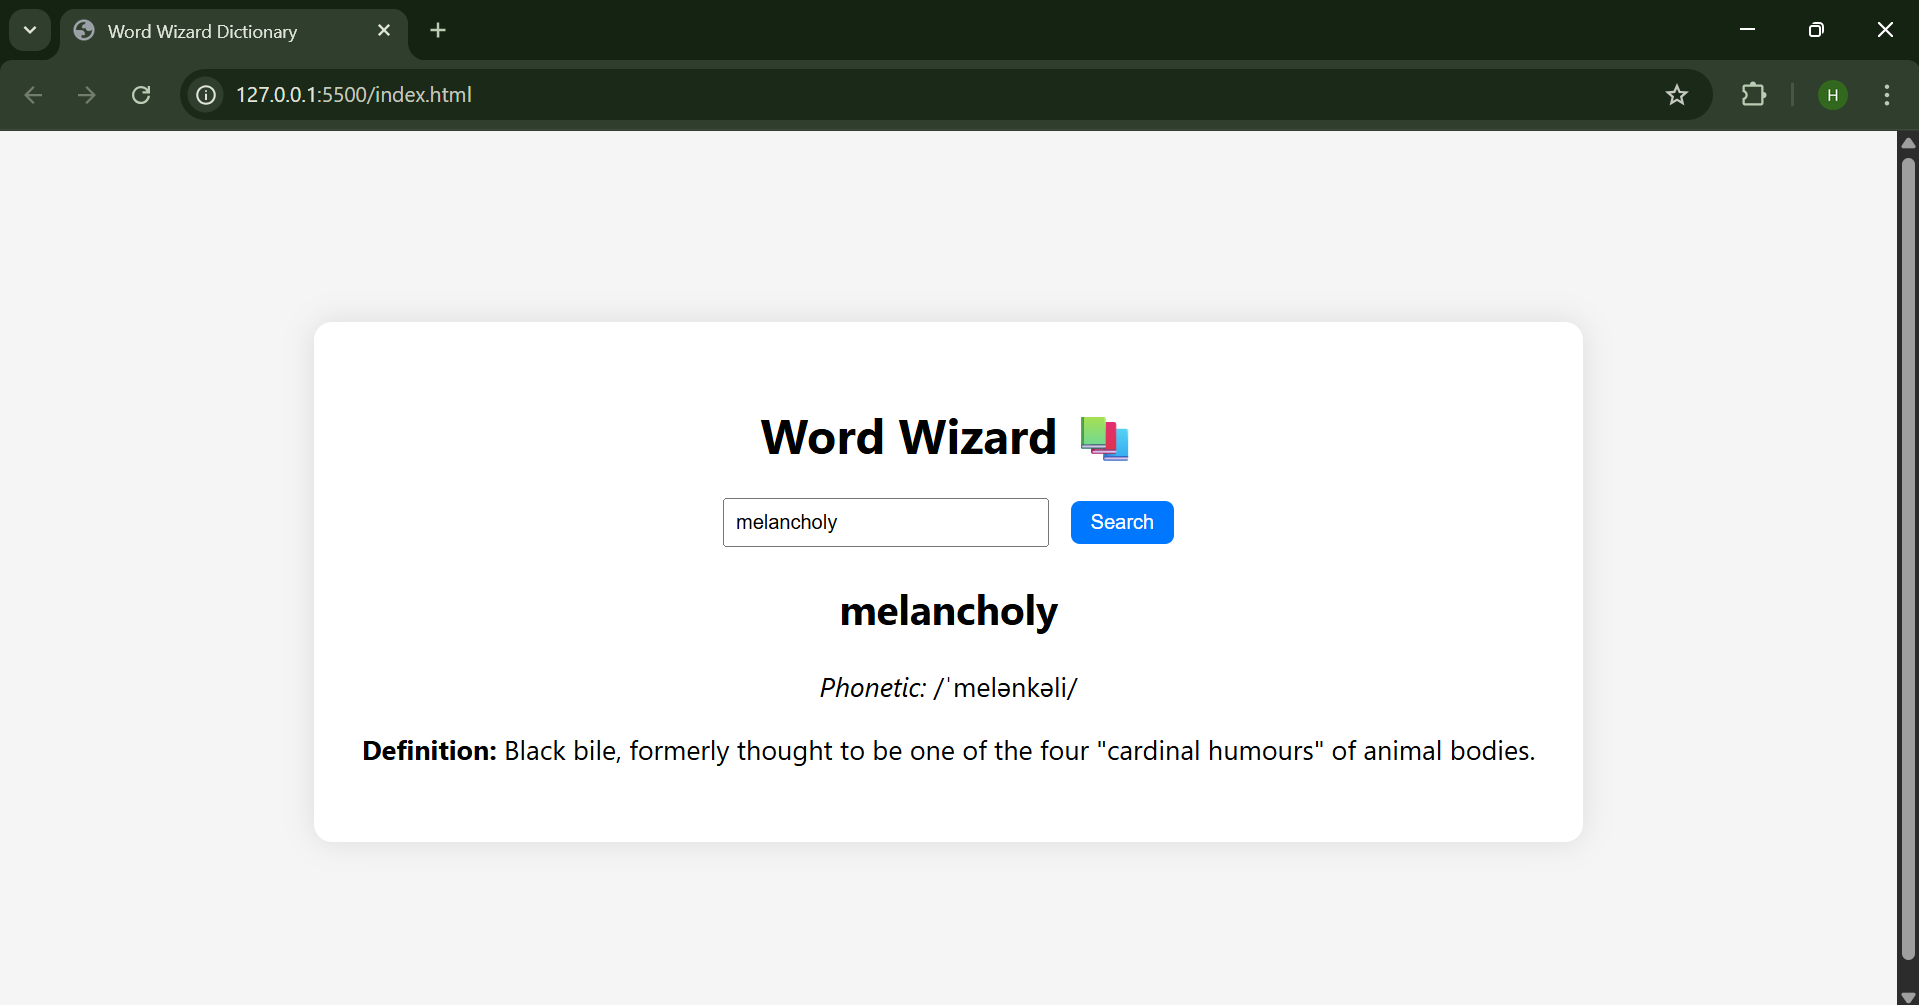 Word Wizard Dictionary
127.0.0.1:5500/index.html
H
Word Wizard
melancholy
Search
melancholy
Phonetic: /ˈmelənkəli/
Definition: Black bile, formerly thought to be one of the four "cardinal humours" of animal bodies.